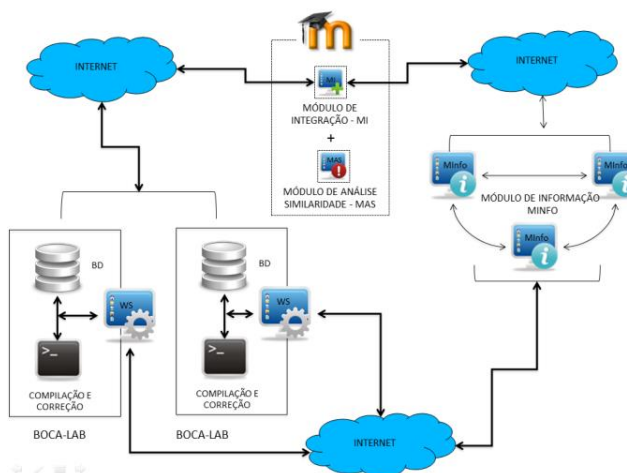 m
INTERNET
INTERNET
MI
MÓDULO DE
INTEGRAÇÃO - MI
+
MAS
MÓDULO DE ANÁLISE
SIMILARIDADE - MAS
MInfo
MInfo
MÓDULO DE INFORMAÇÃO
MINFO
MInfo
BD
WS
>_
COMPILAÇÃO E
CORREÇÃO
BOCA-LAB
BD
WS
>_
COMPILAÇÃO E
CORREÇÃO
BOCA-LAB
INTERNET